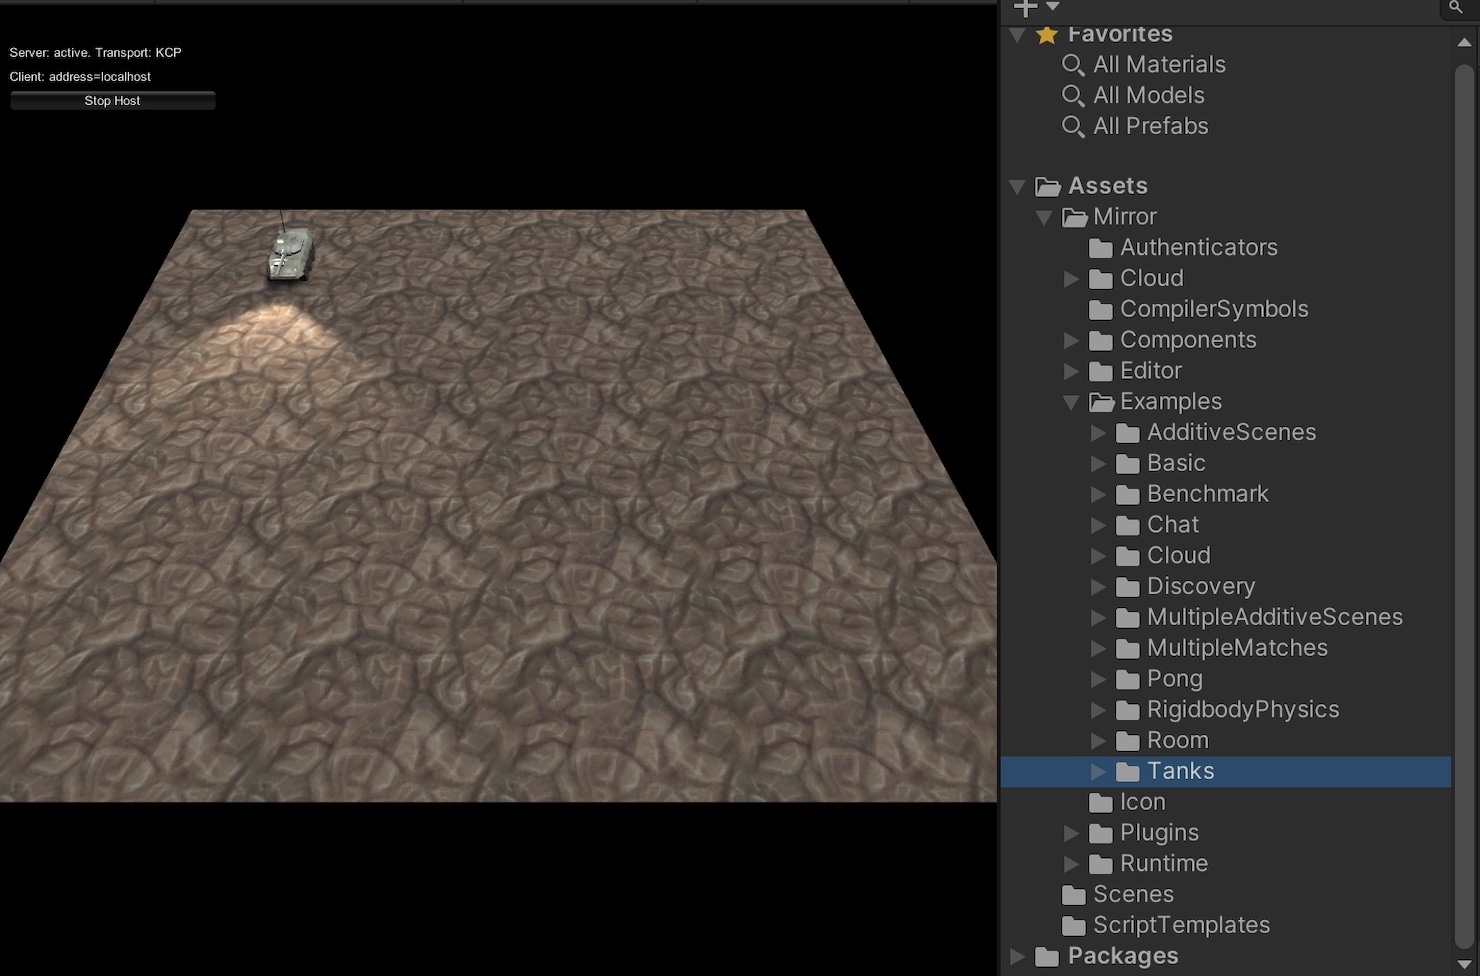 Server: active. Transport: KCP
Client: address=localhost
Stop Host
Favorites
All Materials
All Models
All Prefabs
Assets
Mirror
Authenticators
Cloud
CompilerSymbols
Components
Editor
Examples
AdditiveScenes
Basic
Benchmark
Chat
Cloud
Discovery
MultipleAdditiveScenes
MultipleMatches
Pong
RigidbodyPhysics
Room
Tanks
Icon
Plugins
Runtime
Scenes
ScriptTemplates
Packages